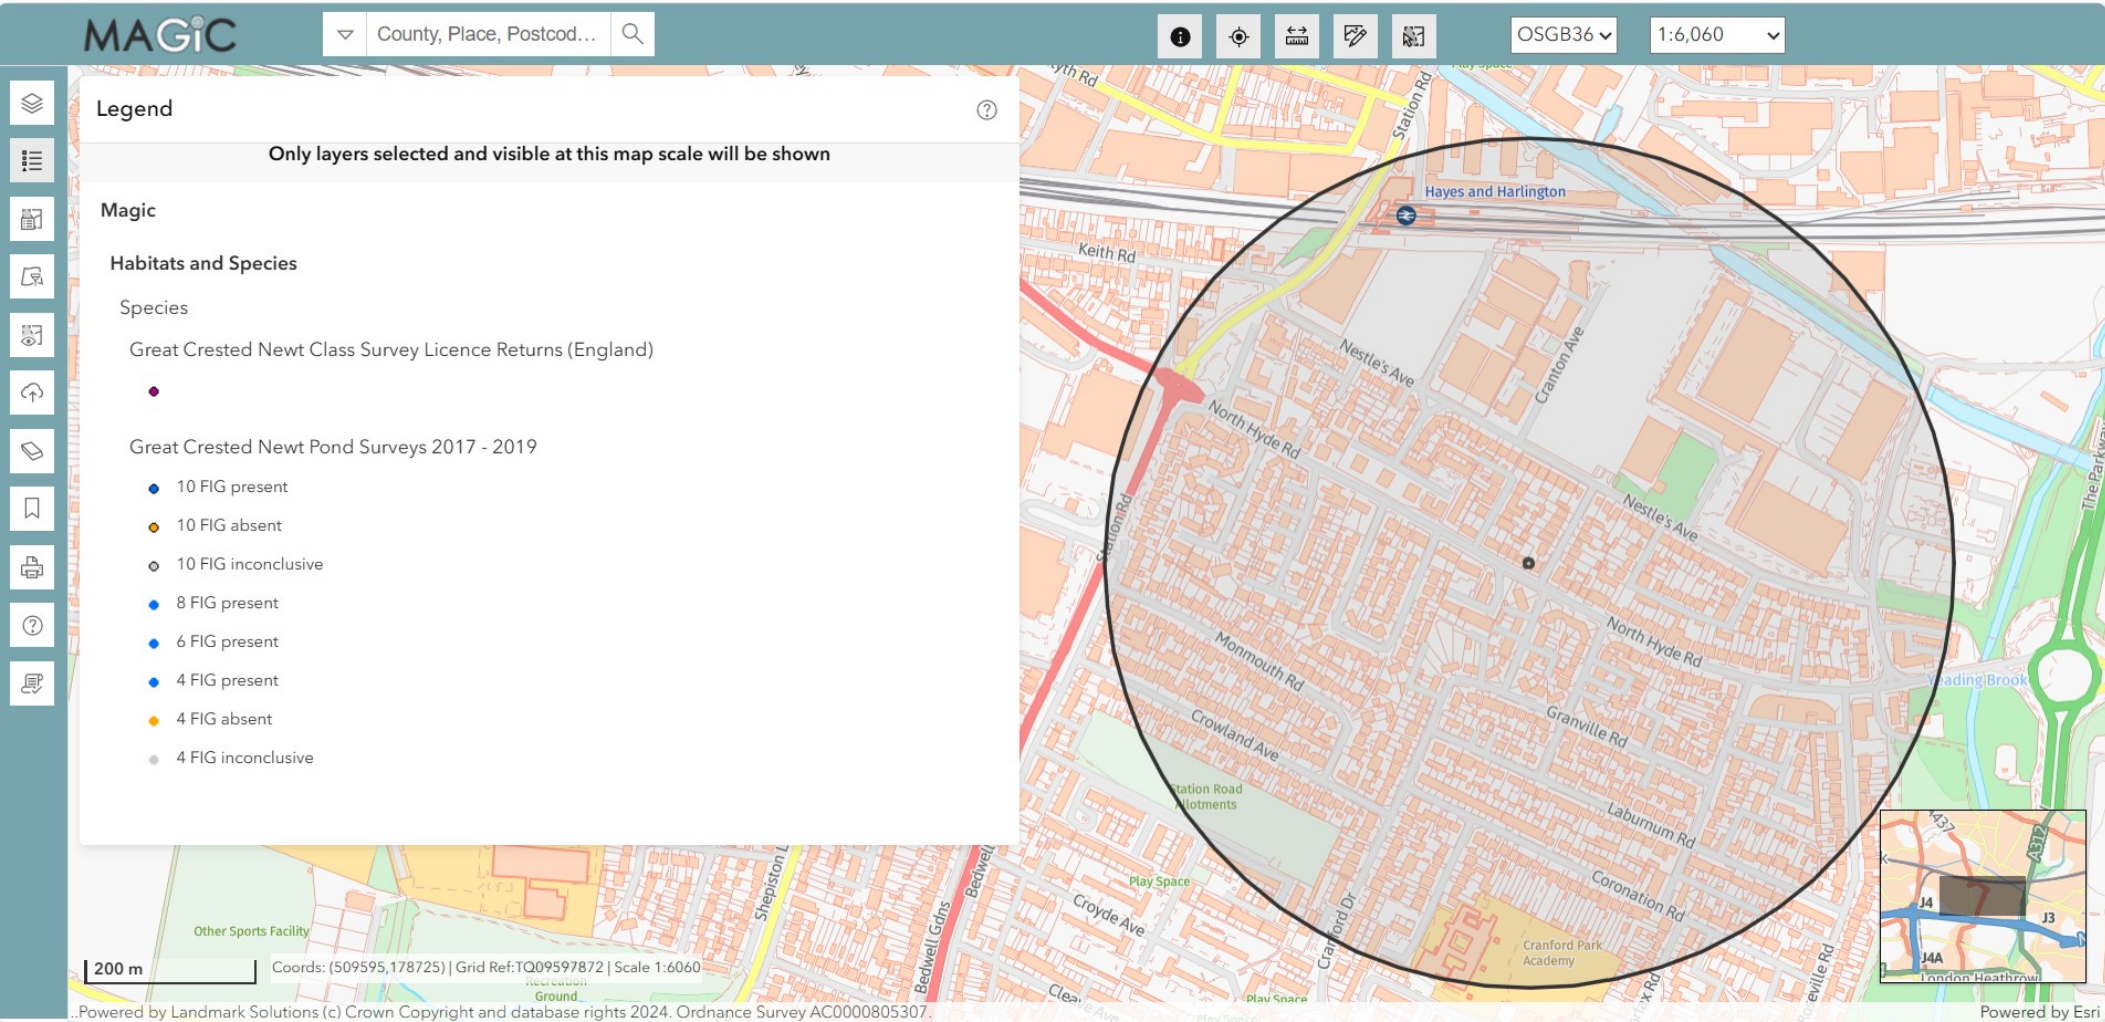 MAGiC
County, Place, Postcod...
OSGB36
1:6,060
Legend
Only layers selected and visible at this map scale will be shown
Magic
Habitats and Species
Species
Great Crested Newt Class Survey Licence Returns (England)
Great Crested Newt Pond Surveys 2017 - 2019
10 FIG present
10 FIG absent
10 FIG inconclusive
8 FIG present
6 FIG present
4 FIG present
4 FIG absent
4 FIG inconclusive
Station Rd
Hayes and Harlington
Keith Rd
Nestle's Ave
Cranton Ave
North Hyde Rd
The Parkway
Nestle's Ave
Station Rd
North Hyde Rd
Monmouth Rd
Yeading Brook
Crowland Ave
Granville Rd
Station Road
Allotments
Laburnum Rd
Play Space
Coronation Rd
Croyde Ave
Cranford Dr
Cranford Park
Academy
Bedwell Gdns
Other Sports Facility
Ground
Play Space
A437
A312
J4
J3
J4A
London Heathrow
200 m
Coords: (509595,178725) | Grid Ref:TQ09597872 | Scale 1:6060
..Powered by Landmark Solutions (c) Crown Copyright and database rights 2024. Ordnance Survey AC0000805307.
Powered by Esri